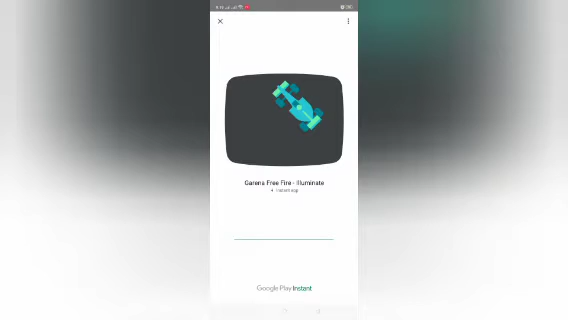 Garena Free Fire - Illuminate
Instant app
Google Play Instant